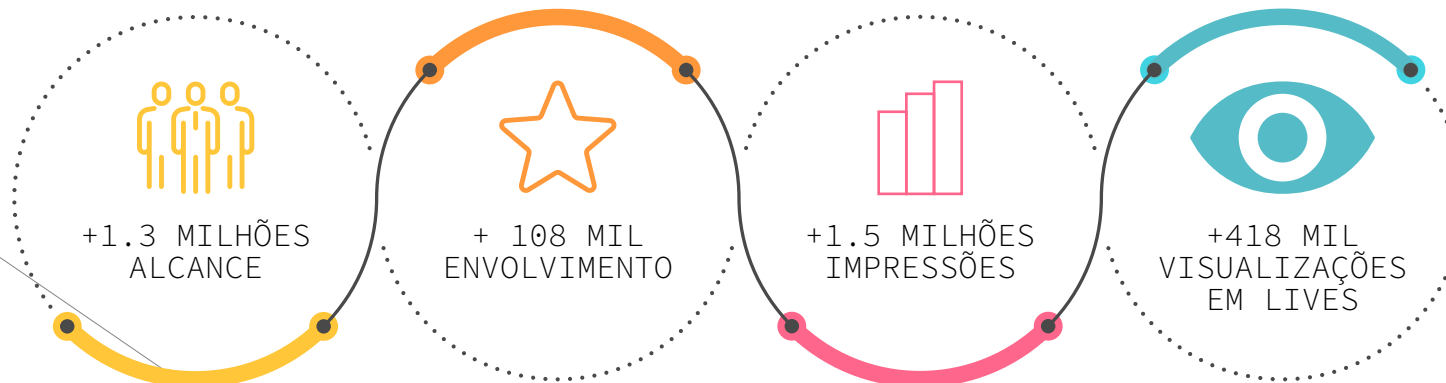 +1.3 MILHÕES
ALCANCE
+ 108 MIL
ENVOLVIMENTO
+1.5 MILHÕES
IMPRESSÕES
+418 MIL
VISUALIZAÇÕES
EM LIVES